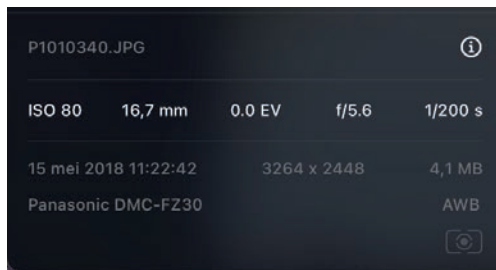 P1010340.JPG
ISO 80 16,7 mm 0.0 EV f/5.6 1/200 s
15 mei 2018 11:22:42 3264 x 2448 4,1 MB
Panasonic DMC-FZ30 AWB